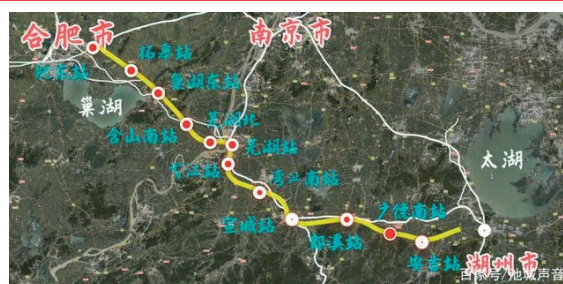 合肥市
南京市
肥东站
柘皋站
巢湖东站
巢湖
芜湖北
含山南站
芜湖站
弋江站
湾沚南站
太湖
宣城站
郎溪站
广德南站
安吉站
湖州市
百家号/池城声音